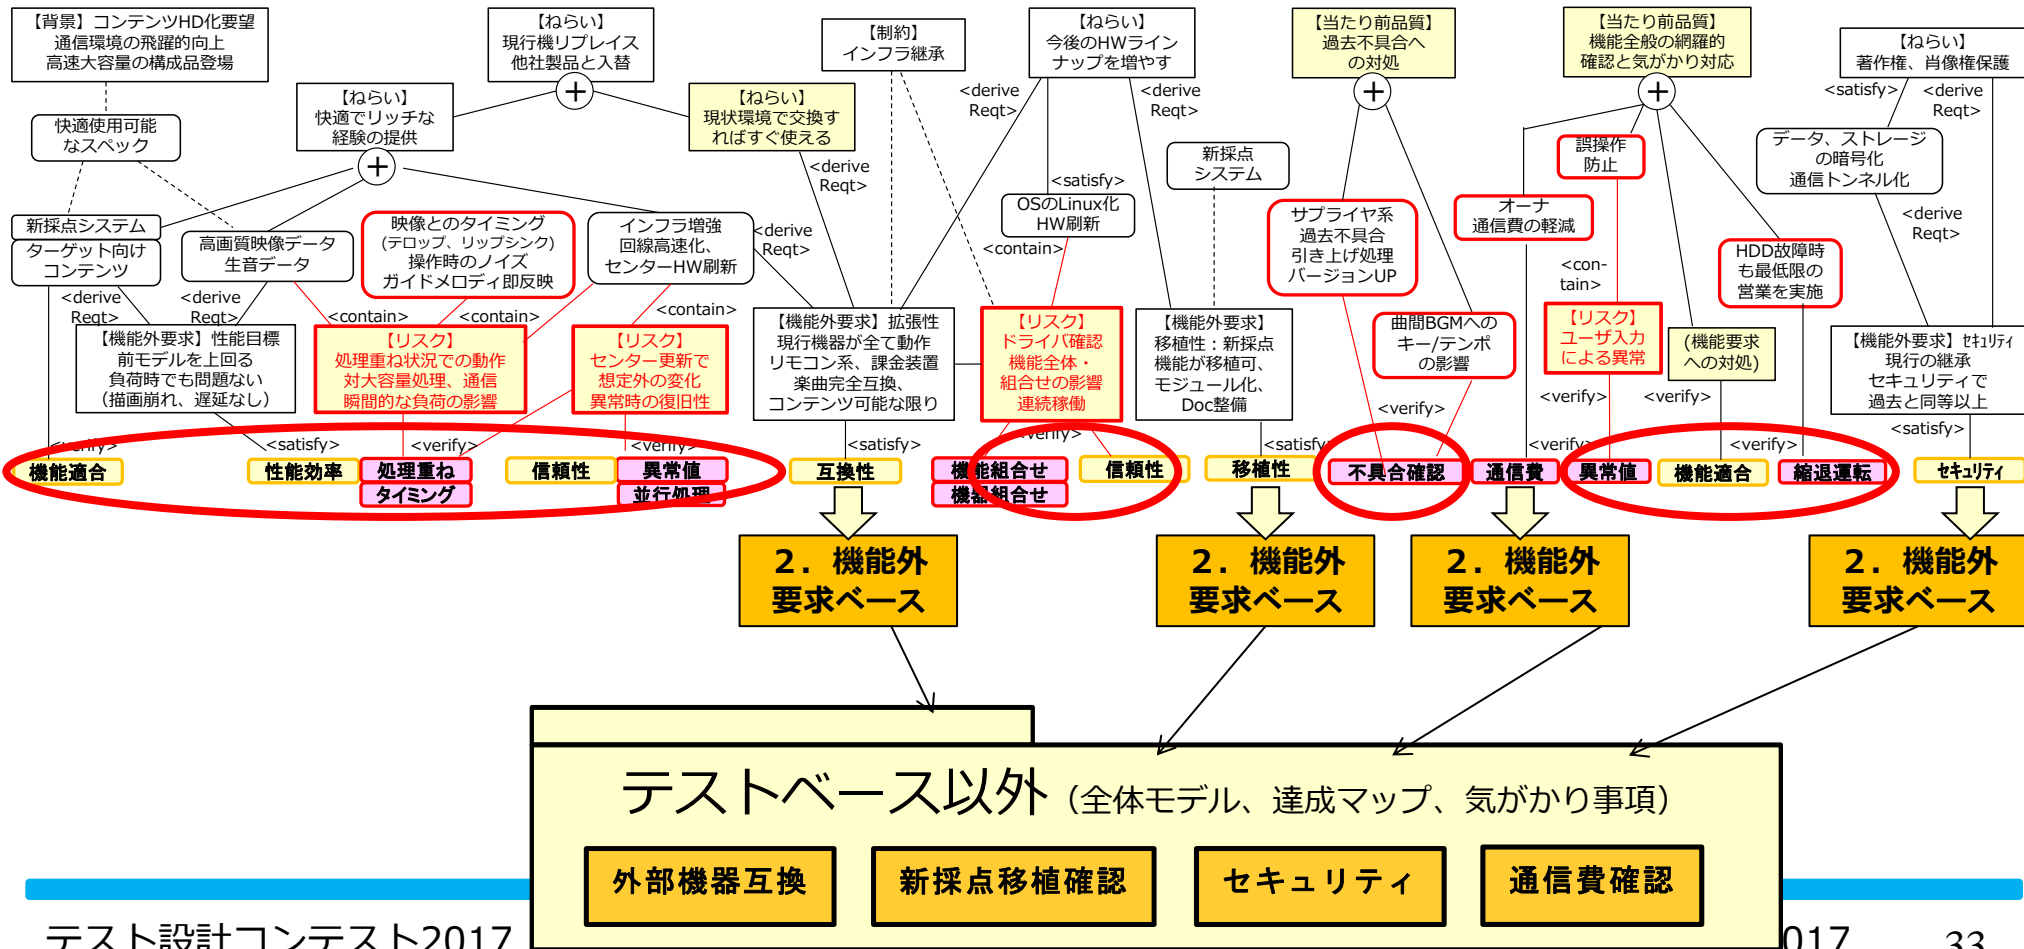 【背景】コンテンツHD化要望
通信環境の飛躍的向上
高速大容量の構成品登場
【ねらい】
現行機リプレイス
他社製品と入替
【制約】
インフラ継承
【ねらい】
今後のHWライン
ナップを増やす
【当たり前品質】
過去不具合へ
の対処
【当たり前品質】
機能全般の網羅的
確認と気がかり対応
【ねらい】
著作権、肖像権保護
+
+
+
<derive
Reqt>
<derive
Reqt>
<satisfy>
<derive
Reqt>
快適使用可能
なスペック
【ねらい】
快適でリッチな
経験の提供
【ねらい】
現状環境で交換す
ればすぐ使える
+
<derive
Reqt>
<satisfy>
新採点
システム
誤操作
防止
データ、ストレージ
の暗号化
通信トンネル化
新採点システム
ターゲット向け
コンテンツ
高画質映像データ
生音データ
映像とのタイミング
(テロップ、リップシンク)
操作時のノイズ
ガイドメロディ即反映
インフラ増強
回線高速化、
センターHW刷新
<derive
Reqt>
OSのLinux化
HW刷新
<contain>
サプライヤ系
過去不具合
引き上げ処理
バージョンUP
オーナ
通信費の軽減
<con-
tain>
HDD故障時
も最低限の
営業を実施
<derive
Reqt>
<derive
Reqt>
<derive
Reqt>
<contain>
<contain>
<contain>
【機能外要求】性能目標
前モデルを上回る
負荷時でも問題ない
（描画崩れ、遅延なし）
【リスク】
処理重ね状況での動作
対大容量処理、通信
瞬間的な負荷の影響
【リスク】
センター更新で
想定外の変化
異常時の復旧性
【機能外要求】拡張性
現行機器が全て動作
リモコン系、課金装置
楽曲完全互換、
コンテンツ可能な限り
【リスク】
ドライバ確認
機能全体・
組合せの影響
連続稼働
【機能外要求】
移植性：新採点
機能が移植可、
モジュール化、
Doc整備
曲間BGMへの
キー/テンポ
の影響
【リスク】
ユーザ入力
による異常
(機能要求
への対処)
【機能外要求】ｾｷｭﾘﾃｨ
現行の継承
セキュリティで
過去と同等以上
<verify>
<verify>
<verify>
<verify>
<satisfy>
<verify>
<verify>
<satisfy>
<verify>
<satisfy>
<verify>
<verify>
<satisfy>
機能適合
性能効率
処理重ね
タイミング
信頼性
異常値
並行処理
互換性
機能組合せ
機器組合せ
信頼性
移植性
不具合確認
通信費
異常値
機能適合
縮退運転
ｾｷｭﾘﾃｨ
２．機能外
要求ベース
２．機能外
要求ベース
２．機能外
要求ベース
２．機能外
要求ベース
テストベース以外（全体モデル、達成マップ、気がかり事項）
外部機器互換
新採点移植確認
セキュリティ
通信費確認
テスト設計コンテスト2017
017
33